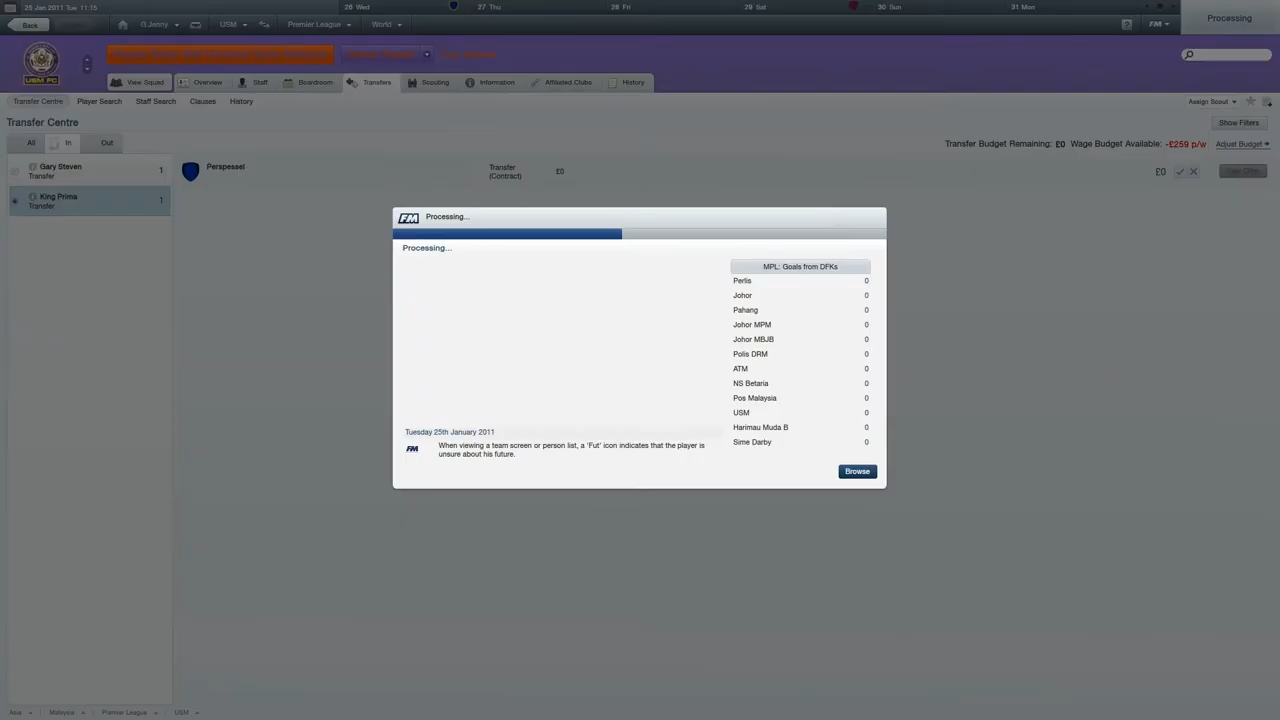 25 Jan 2011 Tue 11:15
26 Wed
27 Thu
28 Fri
29 Sat
30 Sun
31 Mon
Processing
Back
G.Jenny
USM
Premier League
World
FM
USM FC
View Squad
Overview
Staff
Boardroom
Transfers
Scouting
Information
Affiliated Clubs
History
Transfer Centre
Player Search
Staff Search
Clauses
History
Assign Scout
Transfer Centre
Show Filters
All
In
Out
Transfer Budget Remaining: £0 Wage Budget Available: -£259 p/w
Adjust Budget
Gary Steven
Transfer
1
King Prima
Transfer
1
Perspessel
Transfer
(Contract)
£0
£0
FM
Processing...
Processing...
MPL: Goals from DFKs
Perlis 0
Johor 0
Pahang 0
Johor MPM 0
Johor MBJB 0
Polis DRM 0
ATM 0
NS Betaria 0
Pos Malaysia 0
USM 0
Harimau Muda B 0
Sime Darby 0
Tuesday 25th January 2011
FM
When viewing a team screen or person list, a 'Fut' icon indicates that the player is
unsure about his future.
Browse
Asia
Malaysia
Premier League
USM